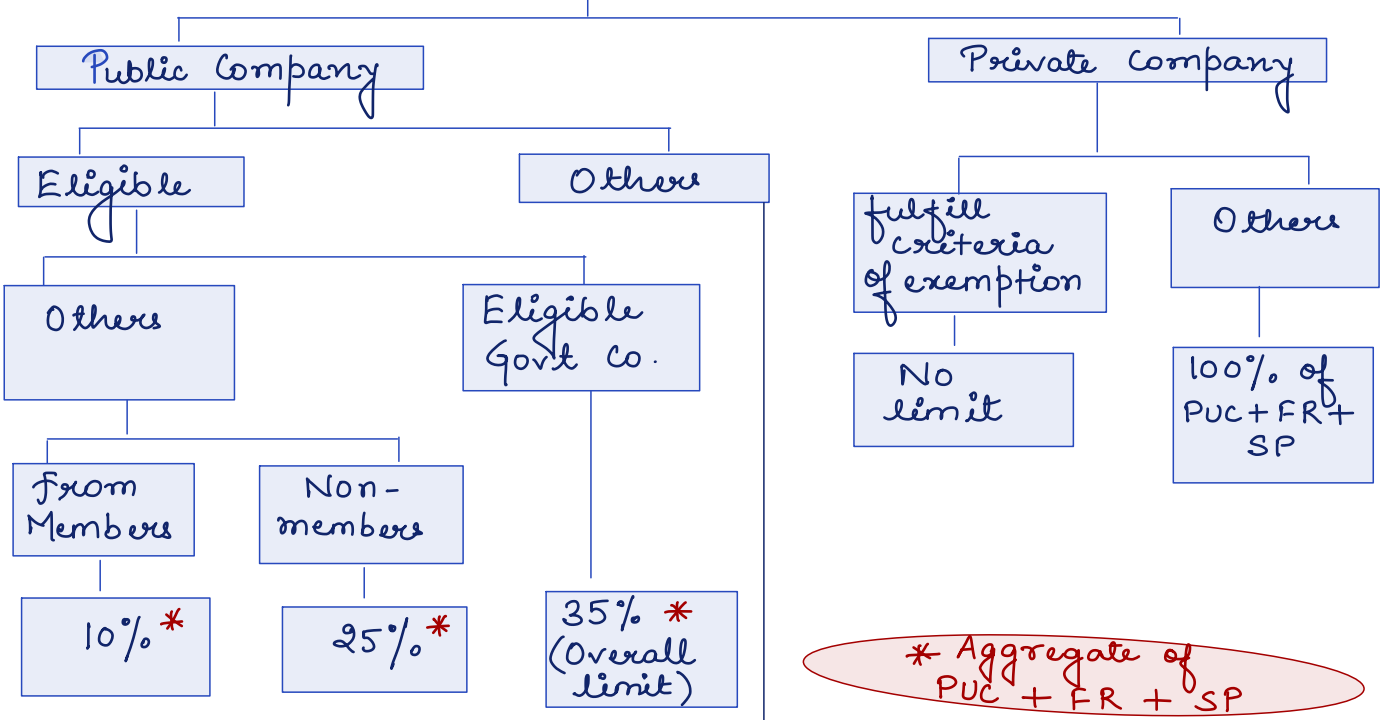 Public Company
Private Company
Eligible
Others
fulfill
criteria
of exemption
Others
Others
Eligible
Govt Co.
No
limit
100% of
PUC + FR +
SP
From
Members
Non-
members
10% *
25% *
35% *
(Overall
limit)
* Aggregate of
PUC + FR + SP